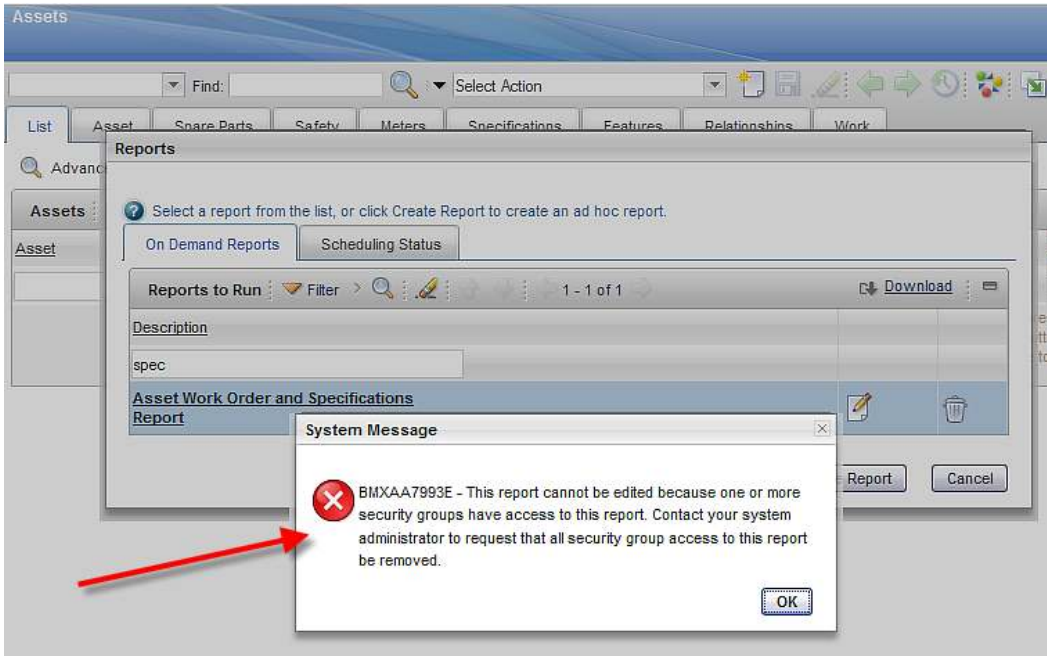 Assets
Find:
Select Action
List
Asset
Spare Parts
Safety
Meters
Specifications
Features
Relationships
Work
Reports
Select a report from the list, or click Create Report to create an ad hoc report.
Assets
Asset
On Demand Reports
Scheduling Status
Reports to Run
Filter
1 - 1 of 1
Download
Description
spec
Asset Work Order and Specifications
Report
System Message
BMXAA7993E - This report cannot be edited because one or more
security groups have access to this report. Contact your system
administrator to request that all security group access to this report
be removed.
OK
Report
Cancel